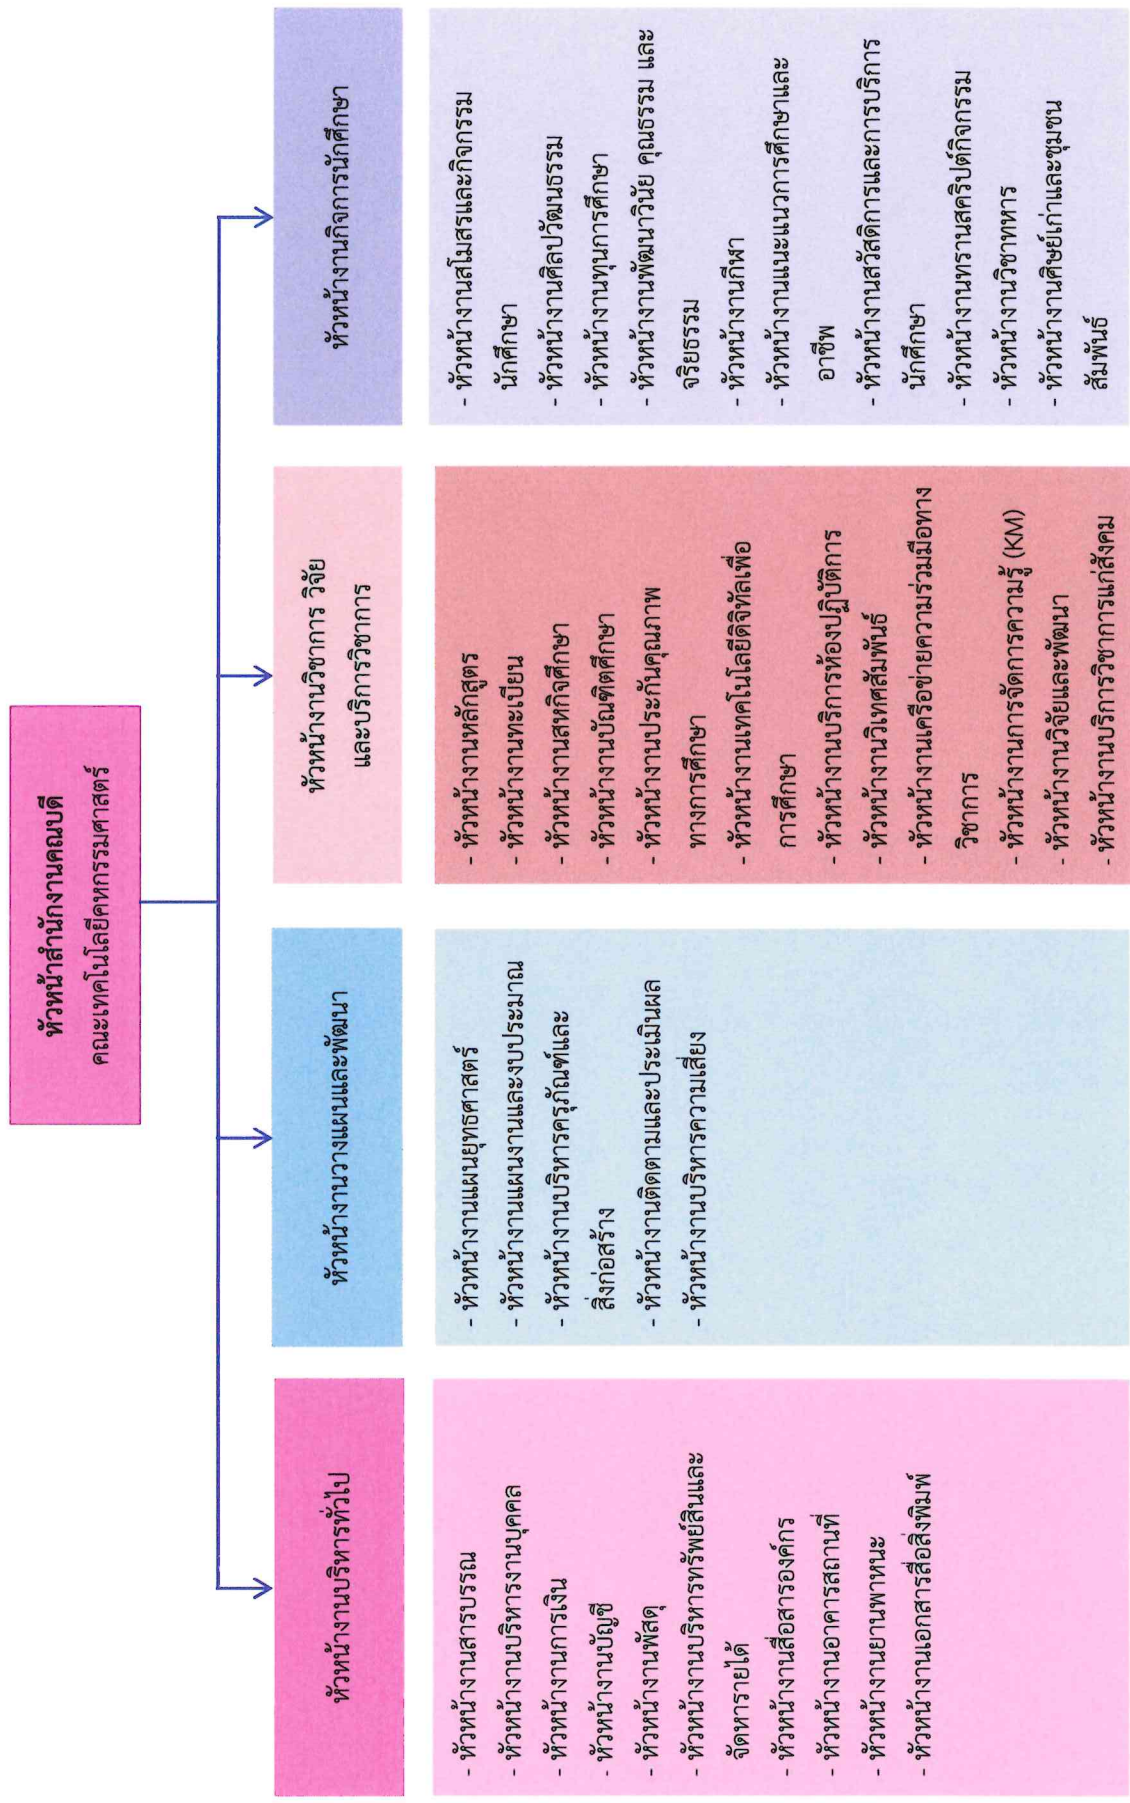 หัวหน้าสำนักงานคณบดี
คณะเทคโนโลยีคหกรรมศาสตร์
หัวหน้างานบริหารทั่วไป
- หัวหน้างานสารบรรณ
- หัวหน้างานบริหารงานบุคคล
- หัวหน้างานการเงิน
- หัวหน้างานบัญชี
- หัวหน้างานพัสดุ
- หัวหน้างานบริหารทรัพย์สินและ
จัดหารายได้
- หัวหน้างานสื่อสารองค์กร
- หัวหน้างานอาคารสถานที่
- หัวหน้างานยานพาหนะ
- หัวหน้างานเอกสารสื่อสิ่งพิมพ์
หัวหน้างานวางแผนและพัฒนา
- หัวหน้างานแผนยุทธศาสตร์
- หัวหน้างานแผนงานและงบประมาณ
- หัวหน้างานบริหารครุภัณฑ์และ
สิ่งก่อสร้าง
- หัวหน้างานติดตามและประเมินผล
- หัวหน้างานบริหารความเสี่ยง
หัวหน้างานวิชาการ วิจัย
และบริการวิชาการ
- หัวหน้างานหลักสูตร
- หัวหน้างานทะเบียน
- หัวหน้างานสหกิจศึกษา
- หัวหน้างานบัณฑิตศึกษา
- หัวหน้างานประกันคุณภาพ
ทางการศึกษา
- หัวหน้างานเทคโนโลยีดิจิทัลเพื่อ
การศึกษา
- หัวหน้างานบริการห้องปฏิบัติการ
- หัวหน้างานวิเทศสัมพันธ์
- หัวหน้างานเครือข่ายความร่วมมือทาง
วิชาการ
- หัวหน้างานการจัดการความรู้ (KM)
- หัวหน้างานวิจัยและพัฒนา
- หัวหน้างานบริการวิชาการแก่สังคม
หัวหน้างานกิจการนักศึกษา
- หัวหน้างานสโมสรและกิจกรรม
นักศึกษา
- หัวหน้างานศิลปวัฒนธรรม
- หัวหน้างานทุนการศึกษา
- หัวหน้างานพัฒนาวินัย คุณธรรม และ
จริยธรรม
- หัวหน้างานกีฬา
- หัวหน้างานแนะแนวการศึกษาและ
อาชีพ
- หัวหน้างานสวัสดิการและการบริการ
นักศึกษา
- หัวหน้างานทรานสคริปต์กิจกรรม
- หัวหน้างานวิชาทหาร
- หัวหน้างานศิษย์เก่าและชุมชน
สัมพันธ์